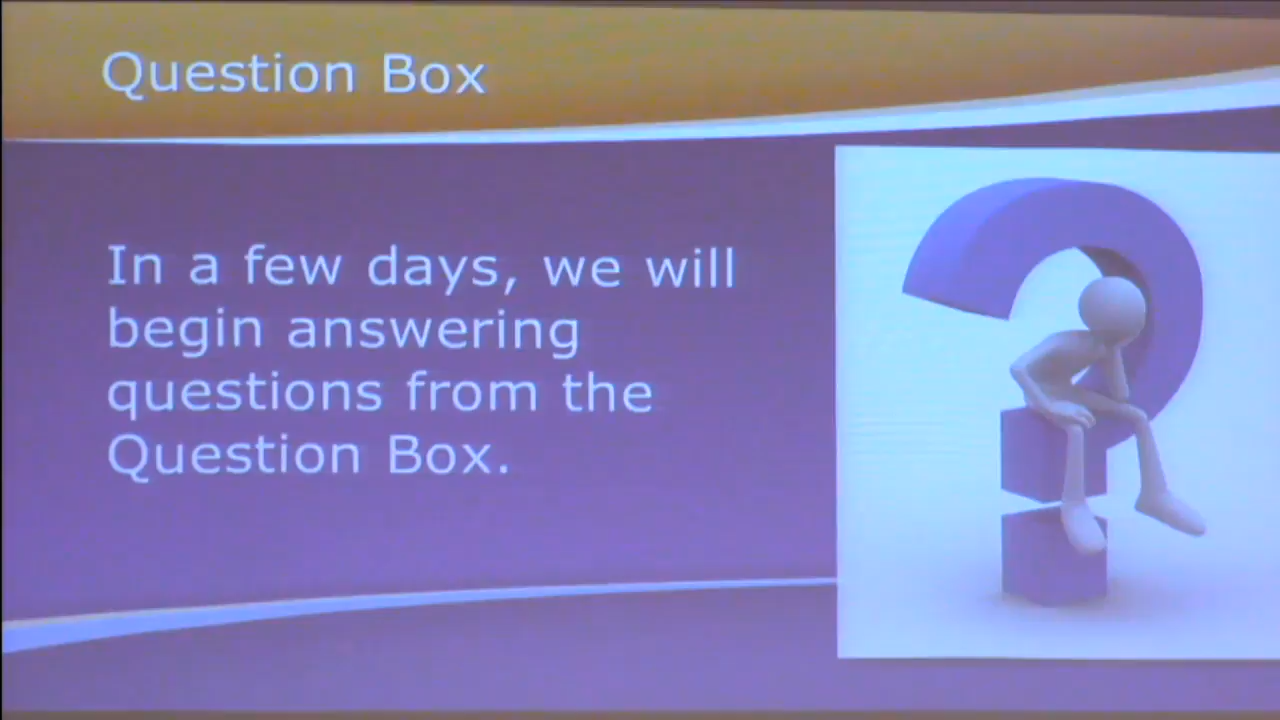 Question Box
In a few days, we will
begin answering
questions from the
Question Box.